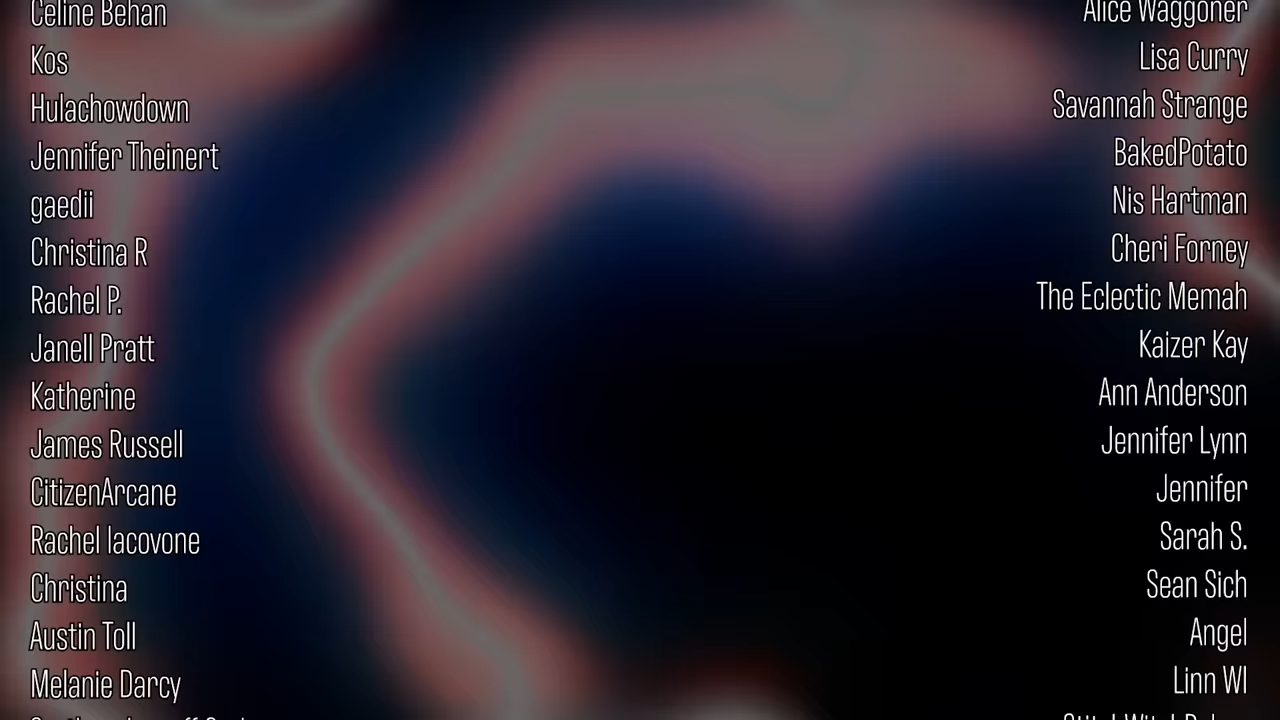 Celine Behan
Kos
Hulachowdown
Jennifer Theinert
gaedii
Christina R
Rachel P.
Janell Pratt
Katherine
James Russell
CitizenArcane
Rachel Iacovone
Christina
Austin Toll
Melanie Darcy
Alice Waggoner
Lisa Curry
Savannah Strange
BakedPotato
Nis Hartman
Cheri Forney
The Eclectic Memah
Kaizer Kay
Ann Anderson
Jennifer Lynn
Jennifer
Sarah S.
Sean Sich
Angel
Linn WI